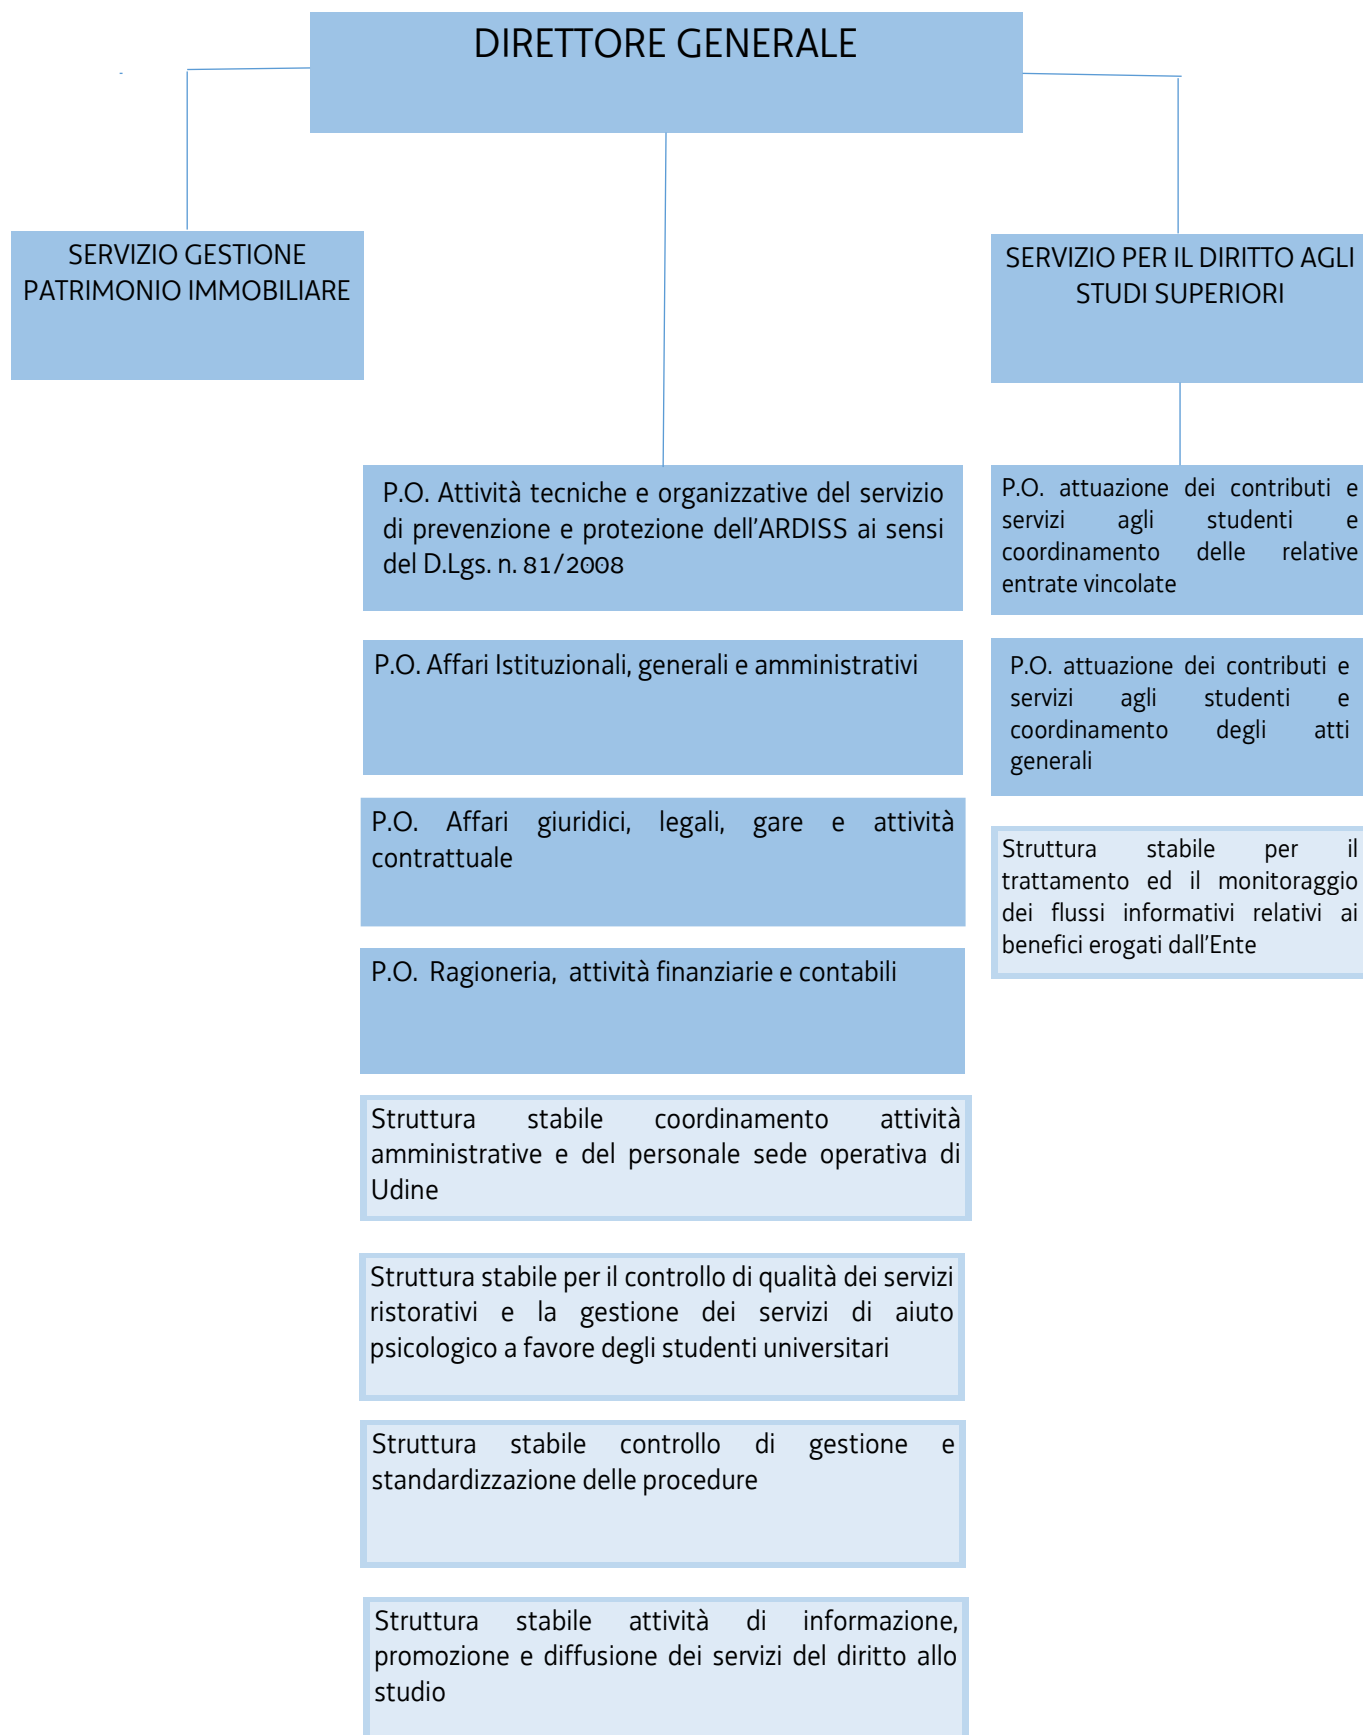 DIRETTORE GENERALE
SERVIZIO GESTIONE
PATRIMONIO IMMOBILIARE
SERVIZIO PER IL DIRITTO AGLI
STUDI SUPERIORI
P.O. Attività tecniche e organizzative del servizio
di prevenzione e protezione dell'ARDISS ai sensi
del D.Lgs. n. 81/2008
P.O. Affari Istituzionali, generali e amministrativi
P.O. Affari giuridici, legali, gare e attività
contrattuale
P.O. Ragioneria, attività finanziarie e contabili
Struttura stabile coordinamento attività
amministrative e del personale sede operativa di
Udine
Struttura stabile per il controllo di qualità dei servizi
ristorativi e la gestione dei servizi di aiuto
psicologico a favore degli studenti universitari
Struttura stabile controllo di gestione e
standardizzazione delle procedure
Struttura stabile attività di informazione,
promozione e diffusione dei servizi del diritto allo
studio
P.O. attuazione dei contributi e
servizi agli studenti e
coordinamento delle relative
entrate vincolate
P.O. attuazione dei contributi e
servizi agli studenti e
coordinamento degli atti
generali
Struttura stabile per il
trattamento ed il monitoraggio
dei flussi informativi relativi ai
benefici erogati dall'Ente